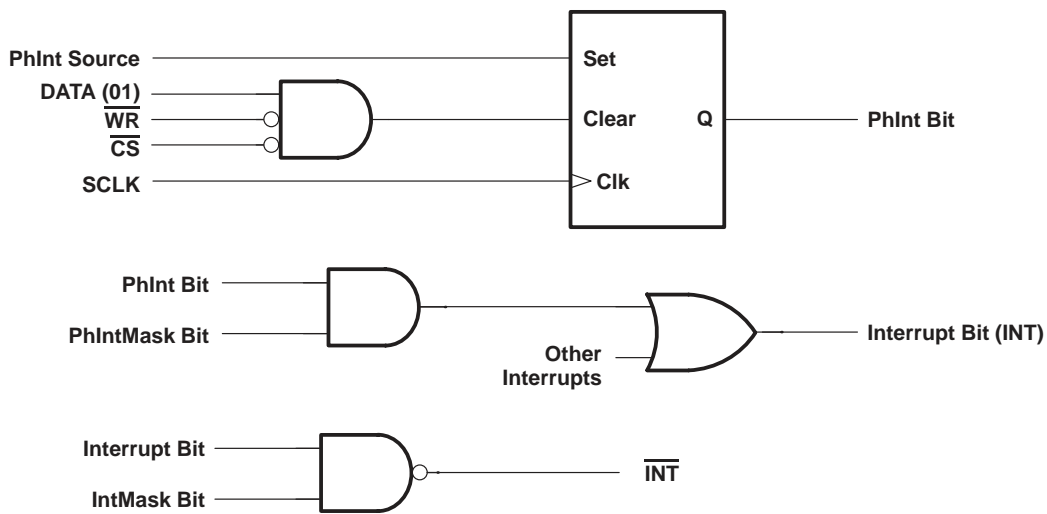 PhInt Source
DATA (01)
WR
CS
SCLK
Set
Clear
Clk
Q
PhInt Bit
PhInt Bit
PhIntMask Bit
Other
Interrupts
Interrupt Bit (INT)
Interrupt Bit
IntMask Bit
INT